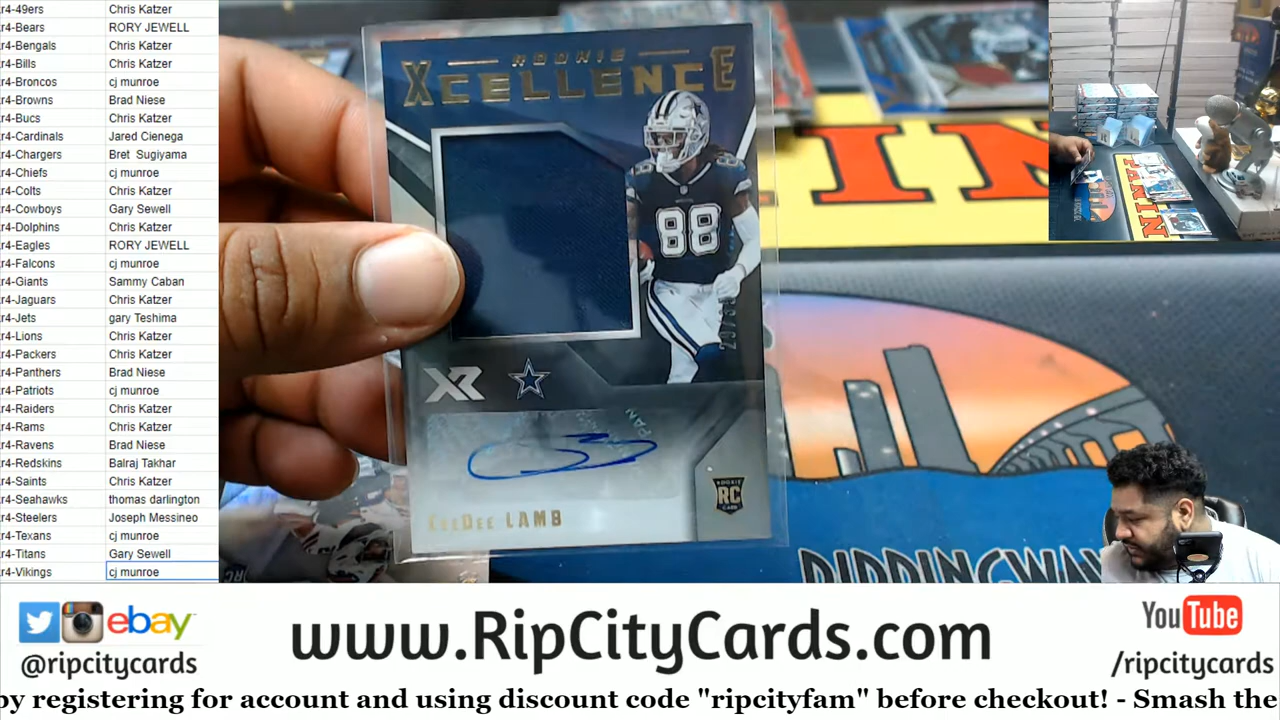 r4-49ers Chris Katzer
r4-Bears RORY JEWELL
r4-Bengals Chris Katzer
r4-Bills Chris Katzer
r4-Broncos cj munroe
r4-Browns Brad Niese
r4-Bucs Chris Katzer
r4-Cardinals Jared Cienega
r4-Chargers Bret Sugiyama
r4-Chiefs cj munroe
r4-Colts Chris Katzer
r4-Cowboys Gary Sewell
r4-Dolphins Chris Katzer
r4-Eagles RORY JEWELL
r4-Falcons cj munroe
r4-Giants Sammy Caban
r4-Jaguars Chris Katzer
r4-Jets gary Teshima
r4-Lions Chris Katzer
r4-Packers Chris Katzer
r4-Panthers Brad Niese
r4-Patriots cj munroe
r4-Raiders Chris Katzer
r4-Rams Chris Katzer
r4-Ravens Brad Niese
r4-Redskins Balraj Takhar
r4-Saints Chris Katzer
r4-Seahawks thomas darlington
r4-Steelers Joseph Messineo
r4-Texans cj munroe
r4-Titans Gary Sewell
r4-Vikings cj munroe
ROOKIE
XCELLENCE
88
XR
PAN
ROOKIE
RC
CARD
CEEDEE LAMB
IN
PANIN
RIPPINGWAX
ebay
@ripcitycards
www.RipCityCards.com
YouTube
/ripcitycards
by registering for account and using discount code "ripcityfam" before checkout! - Smash the